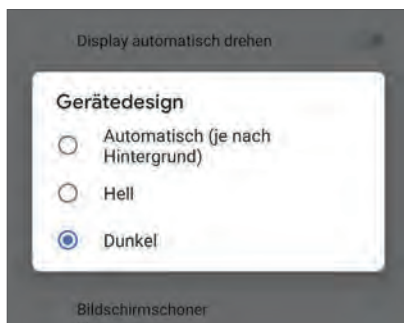 Display automatisch drehen
Gerätedesign
Automatisch (je nach
Hintergrund)
Hell
Dunkel
Bildschirmschoner